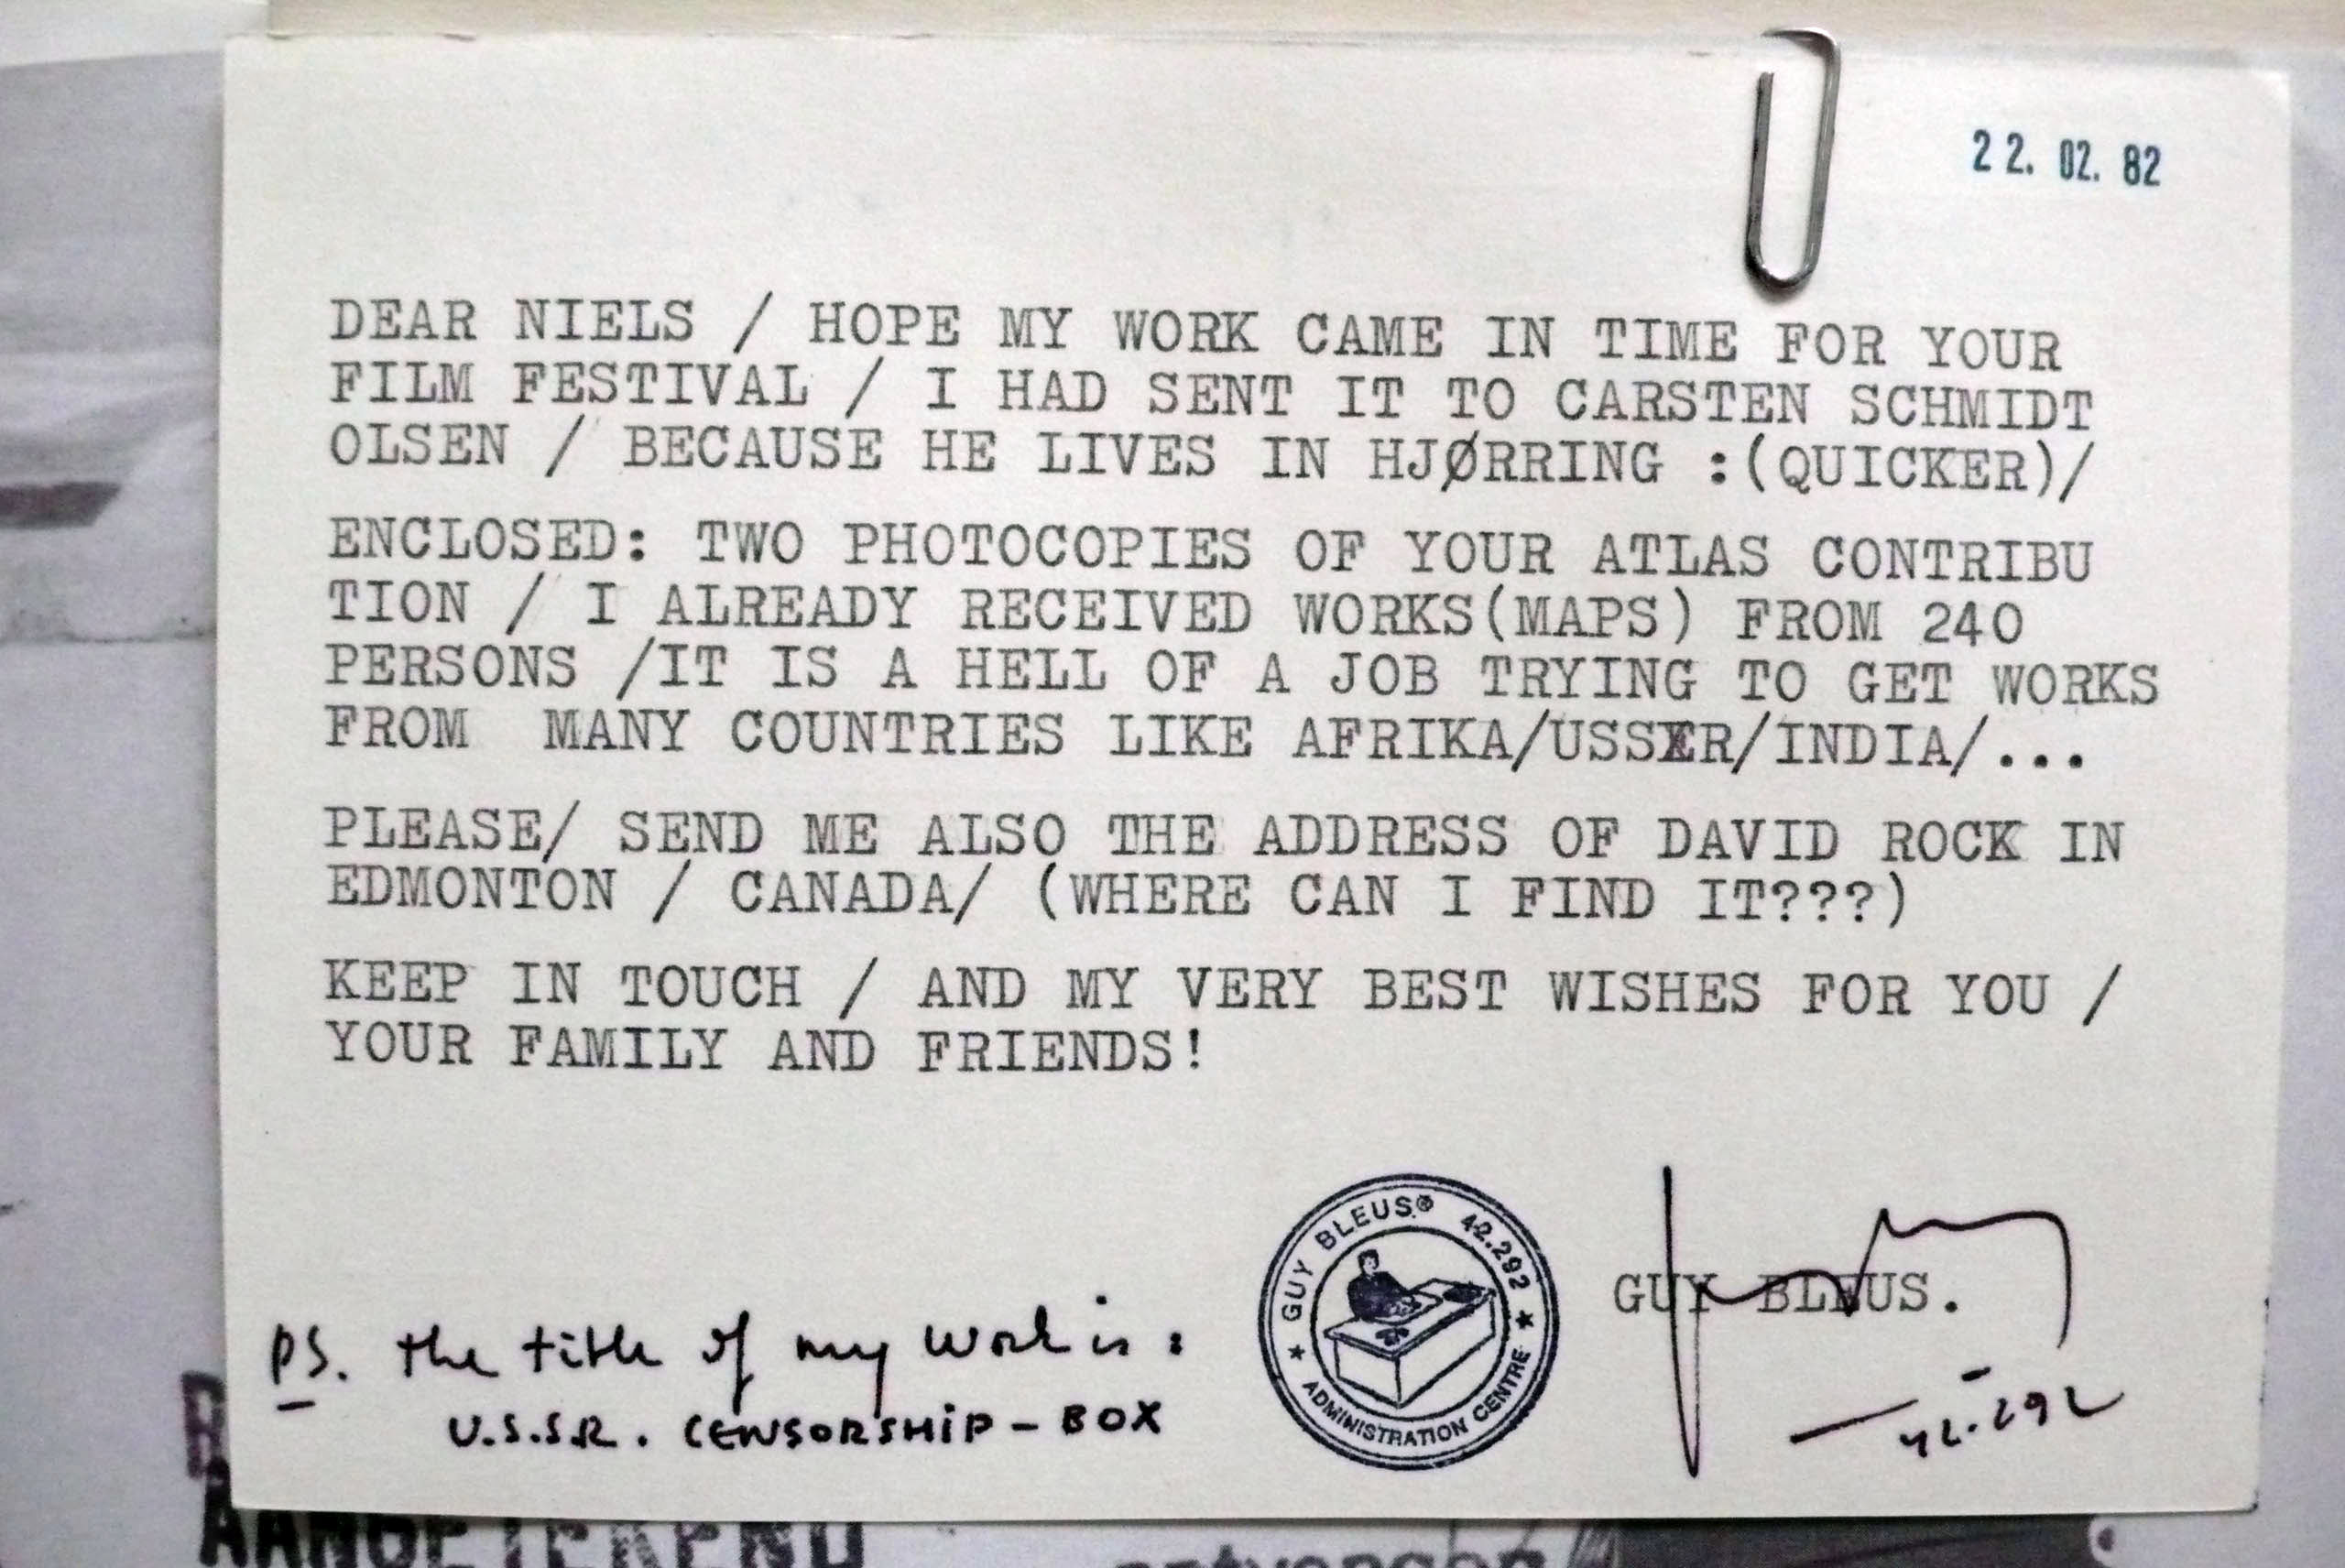 22. 02. 82
DEAR NIELS / HOPE MY WORK CAME IN TIME FOR YOUR
FILM FESTIVAL / I HAD SENT IT TO CARSTEN SCHMIDT
OLSEN / BECAUSE HE LIVES IN HJØRRING :(QUICKER)/
ENCLOSED: TWO PHOTOCOPIES OF YOUR ATLAS CONTRIBU
TION / I ALREADY RECEIVED WORKS(MAPS) FROM 240
PERSONS /IT IS A HELL OF A JOB TRYING TO GET WORKS
FROM MANY COUNTRIES LIKE AFRIKA/USSXR/INDIA/...
PLEASE/ SEND ME ALSO THE ADDRESS OF DAVID ROCK IN
EDMONTON / CANADA/ (WHERE CAN I FIND IT???)
KEEP IN TOUCH / AND MY VERY BEST WISHES FOR YOU /
YOUR FAMILY AND FRIENDS!
GUY BLEUS® 42.292
★ ADMINISTRATION CENTRE ★
GUY BLEUS.
42.292
PS. the title of my work is :
U.S.S.R. CENSORSHiP - BOX
AANGETEKEND